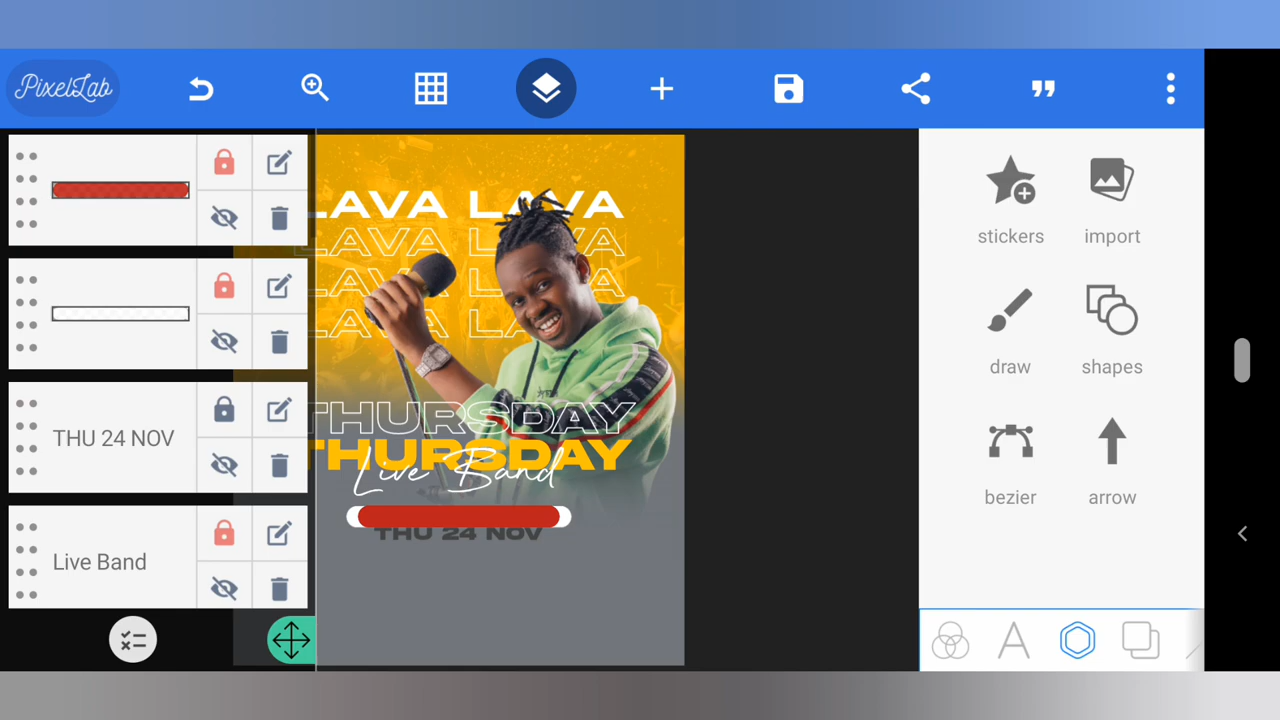 PixelLab
THU 24 NOV
Live Band
LAVA LAVA
LAVA LAVA
LAVA LAVA
LAVA LAVA
THURSDAY
THURSDAY
Live Band
THU 24 NOV
stickers
import
draw
shapes
bezier
arrow